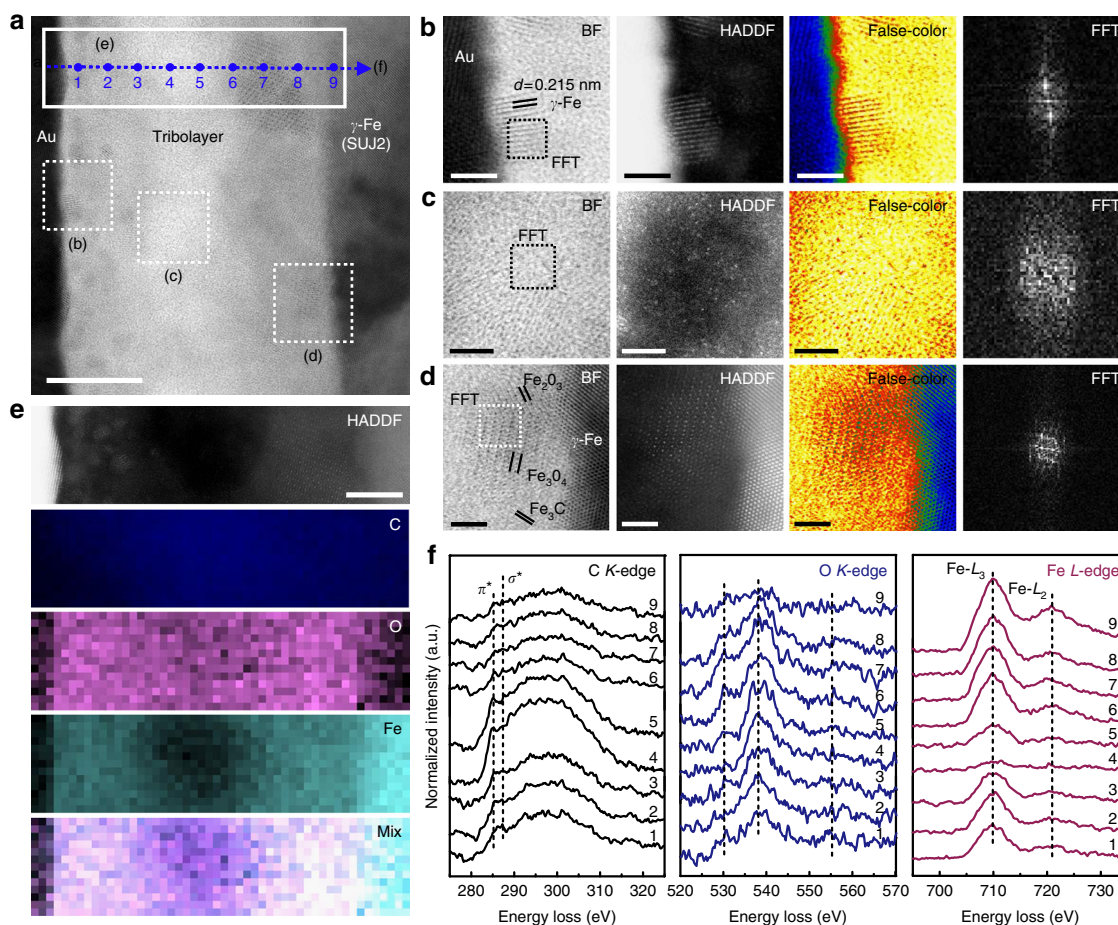 a
(e)
(f)
1 2 3 4 5 6 7 8 9
Au
Tribolayer
γ-Fe
(SUJ2)
(b)
(c)
(d)
b
Au
BF
d=0.215 nm
γ-Fe
FFT
HADDF
False-color
FFT
c
BF
FFT
HADDF
False-color
FFT
d
BF
Fe₂O₃
FFT
γ-Fe
Fe₃O₄
Fe₃C
HADDF
False-color
FFT
e
HADDF
C
O
Fe
Mix
f
Normalized intensity (a.u.)
C K-edge
π* σ*
9
8
7
6
5
4
3
2
1
280 290 300 310 320
Energy loss (eV)
O K-edge
9
8
7
6
5
4
3
2
1
520 530 540 550 560 570
Energy loss (eV)
Fe L-edge
Fe-L₃
Fe-L₂
9
8
7
6
5
4
3
2
1
700 710 720 730
Energy loss (eV)